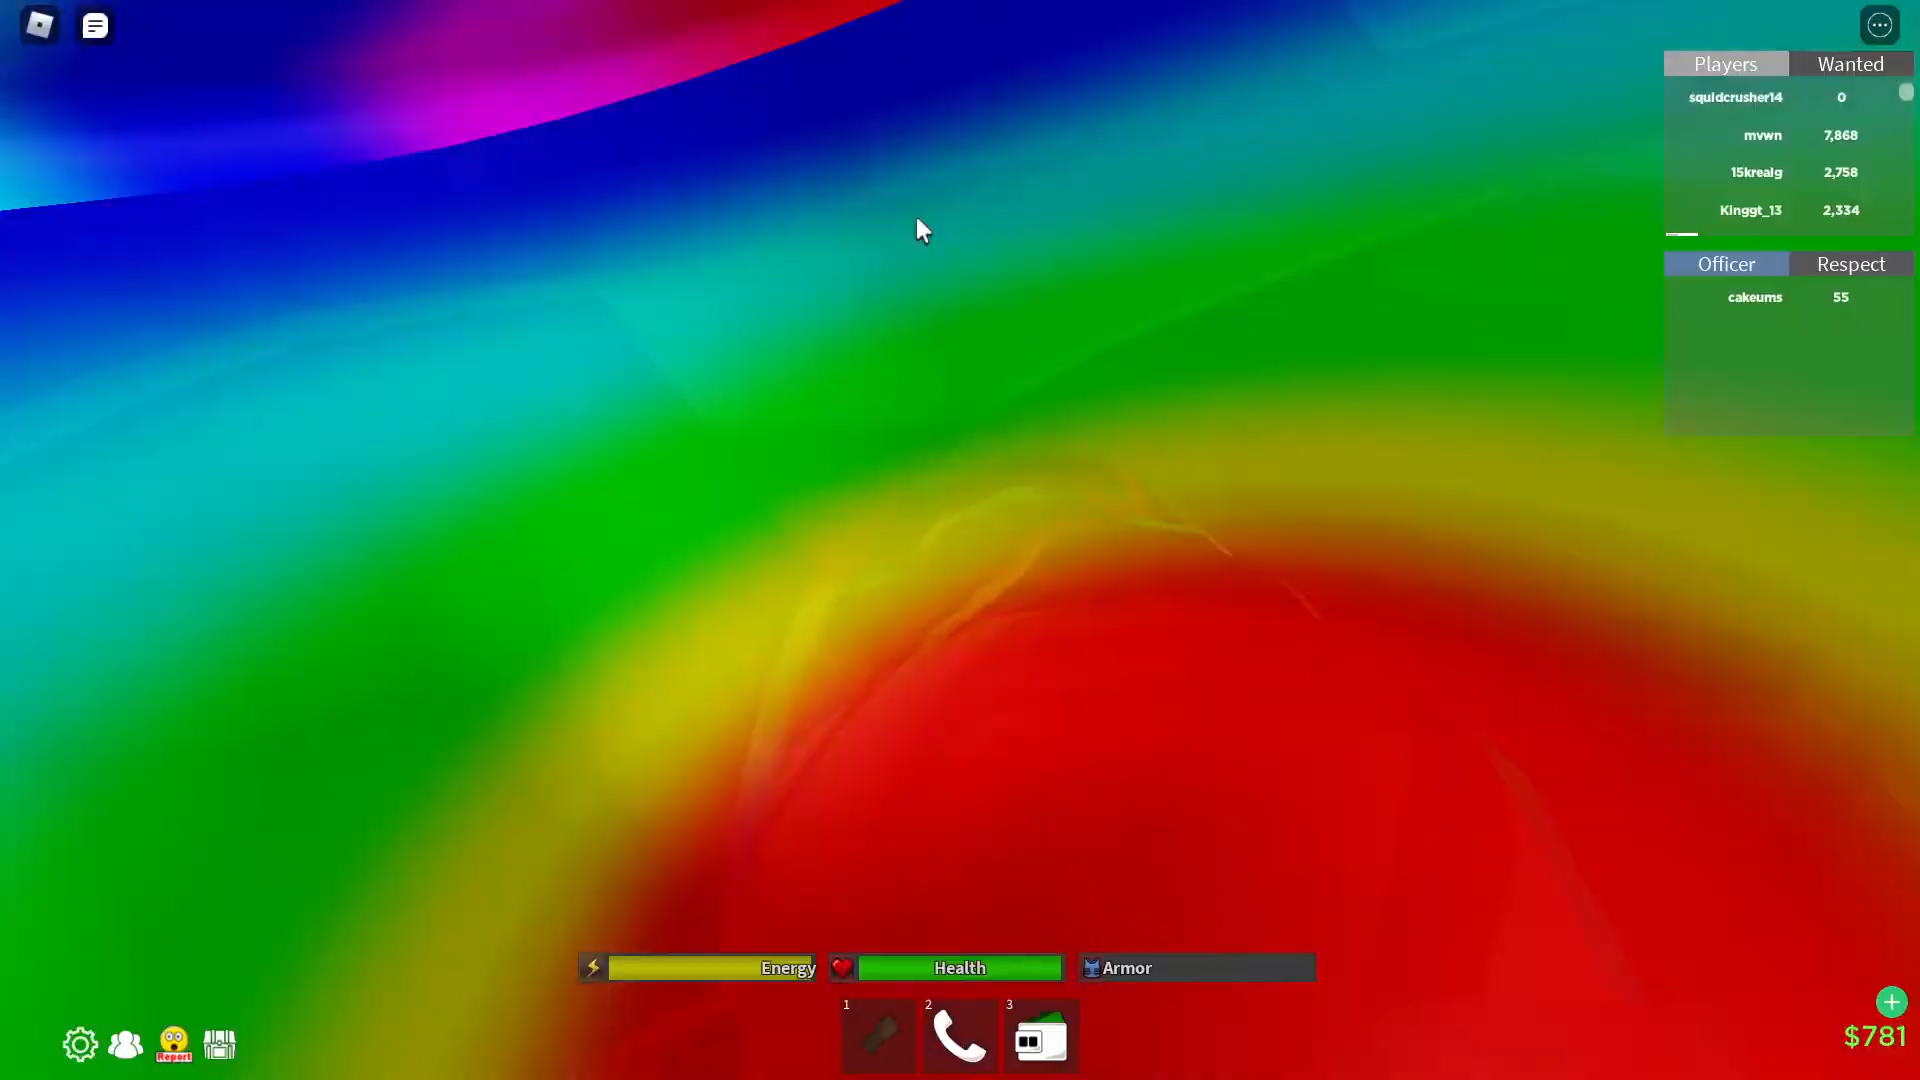 Players Wanted
squidcrusher14 0
mvwn 7,868
15krealg 2,758
Kinggt_13 2,334
Officer Respect
cakeums 55
Energy Health Armor
1 2 3
Report
$781